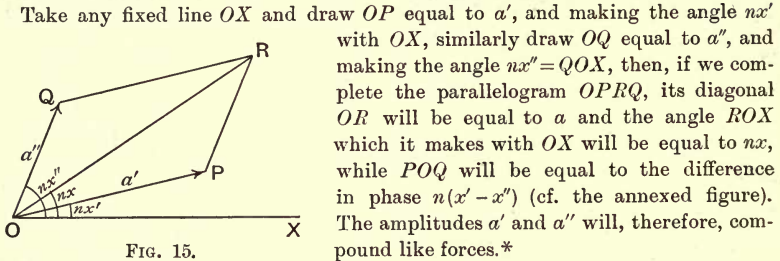 Take any fixed line OX and draw OP equal to a′, and making the angle nx′
with OX, similarly draw OQ equal to a″, and
making the angle nx″=QOX, then, if we com-
plete the parallelogram OPRQ, its diagonal
OR will be equal to a and the angle ROX
which it makes with OX will be equal to nx,
while POQ will be equal to the difference
in phase n(x′ − x″) (cf. the annexed figure).
The amplitudes a′ and a″ will, therefore, com-
pound like forces.*
R
Q
a″
nx″
nx
a′
P
nx′
O
X
FIG. 15.